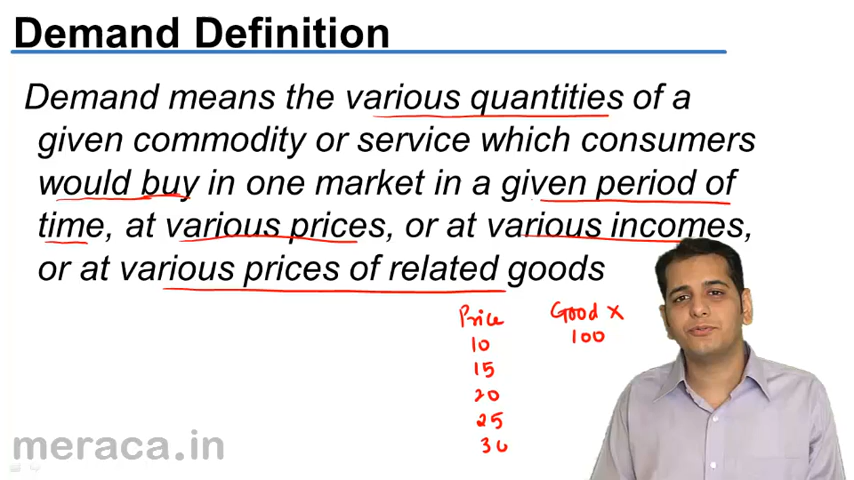 Demand Definition
Demand means the various quantities of a
given commodity or service which consumers
would buy in one market in a given period of
time, at various prices, or at various incomes,
or at various prices of related goods
Price Good x
10 100
15
20
25
30
meraca.in